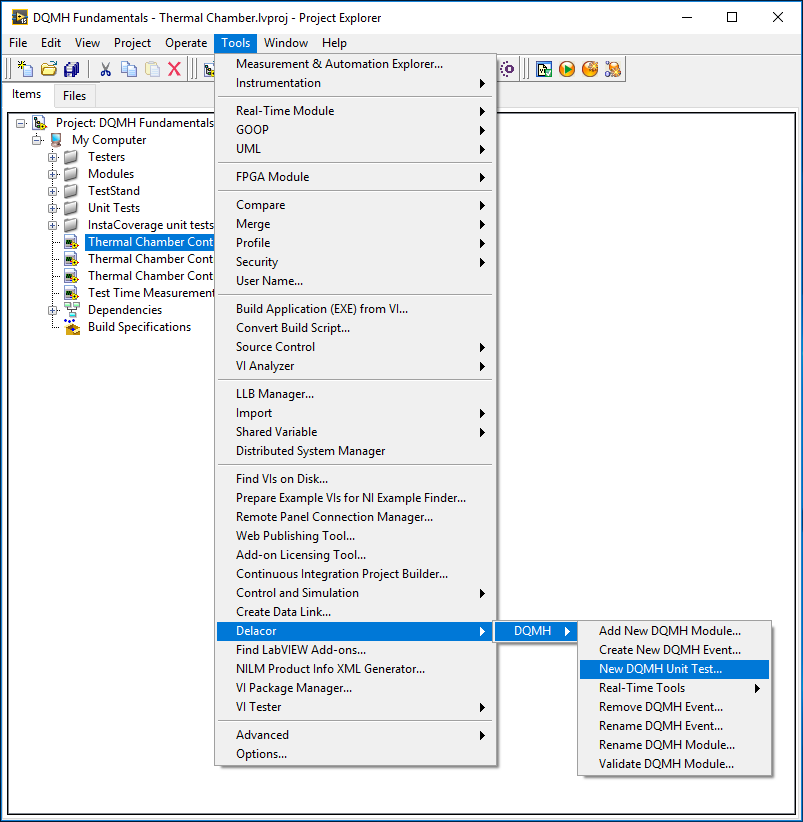 DQMH Fundamentals - Thermal Chamber.lvproj - Project Explorer
File Edit View Project Operate Tools Window Help
Items Files
Project: DQMH Fundamentals
My Computer
Testers
Modules
TestStand
Unit Tests
InstaCoverage unit tests
Thermal Chamber Cont
Thermal Chamber Cont
Thermal Chamber Cont
Test Time Measurement
Dependencies
Build Specifications
Measurement & Automation Explorer...
Instrumentation
Real-Time Module
GOOP
UML
FPGA Module
Compare
Merge
Profile
Security
User Name...
Build Application (EXE) from VI...
Convert Build Script...
Source Control
VI Analyzer
LLB Manager...
Import
Shared Variable
Distributed System Manager
Find VIs on Disk...
Prepare Example VIs for NI Example Finder...
Remote Panel Connection Manager...
Web Publishing Tool...
Add-on Licensing Tool...
Continuous Integration Project Builder...
Control and Simulation
Create Data Link...
Delacor
Find LabVIEW Add-ons...
NILM Product Info XML Generator...
VI Package Manager...
VI Tester
Advanced
Options...
DQMH
Add New DQMH Module...
Create New DQMH Event...
New DQMH Unit Test...
Real-Time Tools
Remove DQMH Event...
Rename DQMH Event...
Rename DQMH Module...
Validate DQMH Module...